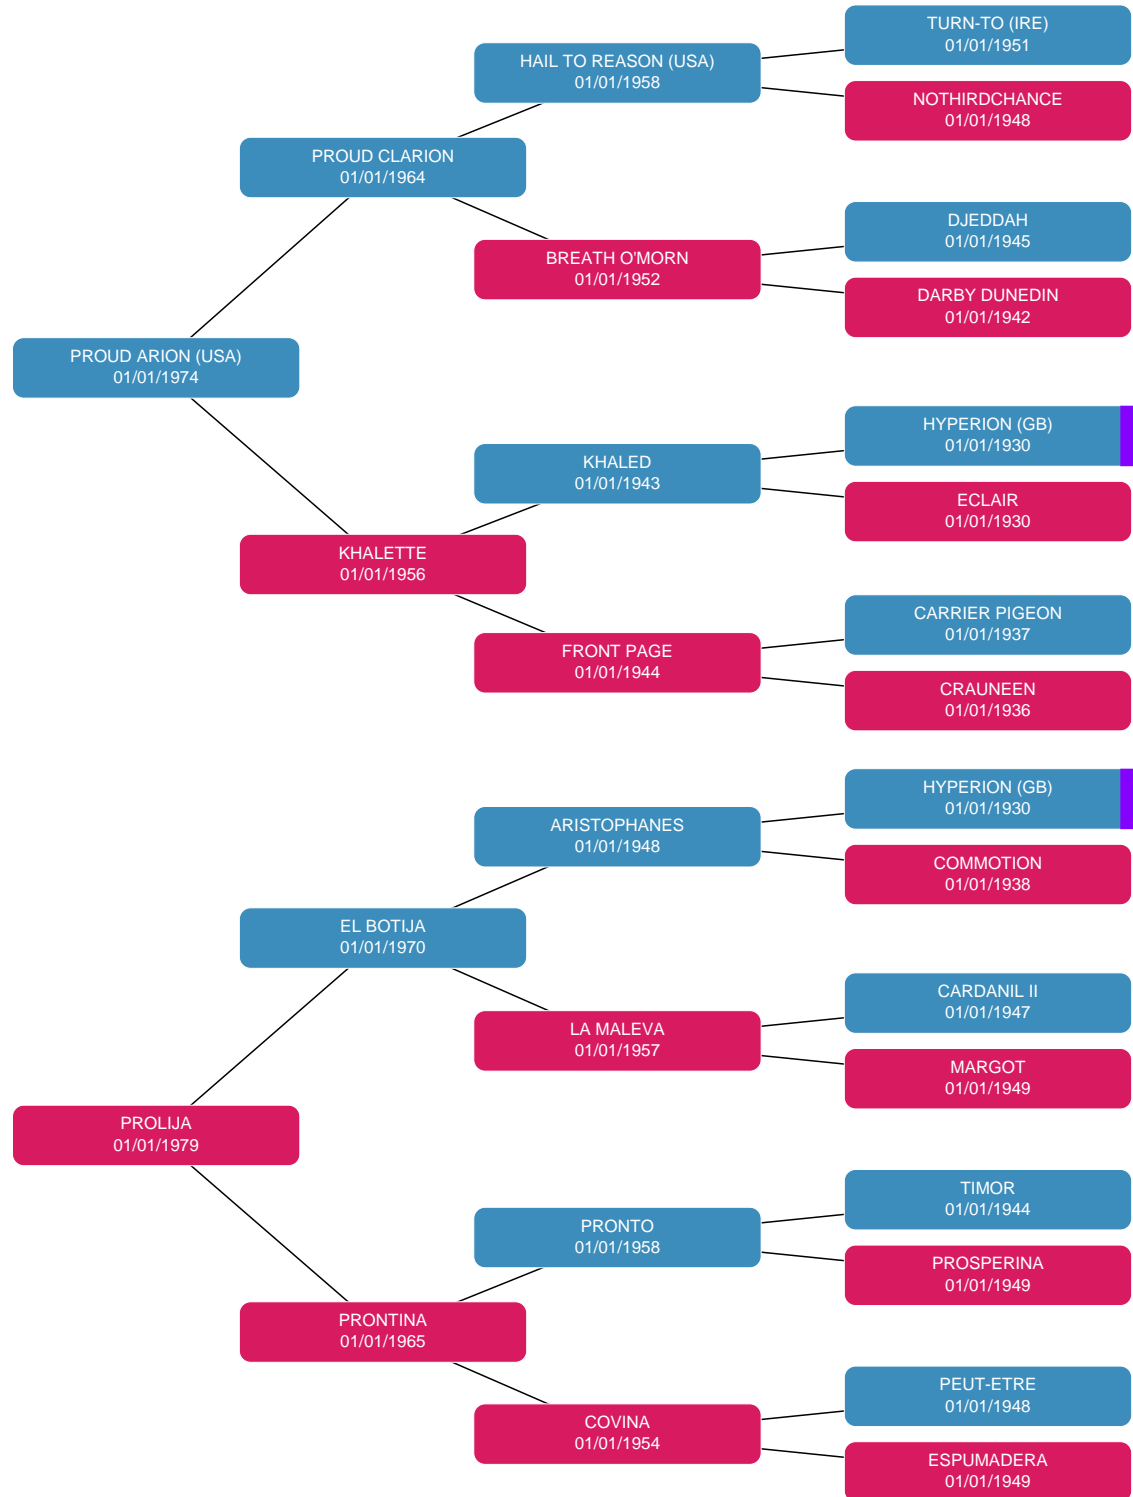 TURN-TO (IRE)
01/01/1951
HAIL TO REASON (USA)
01/01/1958
NOTHIRDCHANCE
01/01/1948
PROUD CLARION
01/01/1964
DJEDDAH
01/01/1945
BREATH O'MORN
01/01/1952
DARBY DUNEDIN
01/01/1942
PROUD ARION (USA)
01/01/1974
HYPERION (GB)
01/01/1930
KHALED
01/01/1943
ECLAIR
01/01/1930
KHALETTE
01/01/1956
CARRIER PIGEON
01/01/1937
FRONT PAGE
01/01/1944
CRAUNEEN
01/01/1936
HYPERION (GB)
01/01/1930
ARISTOPHANES
01/01/1948
COMMOTION
01/01/1938
EL BOTIJA
01/01/1970
CARDANIL II
01/01/1947
LA MALEVA
01/01/1957
MARGOT
01/01/1949
PROLIJA
01/01/1979
TIMOR
01/01/1944
PRONTO
01/01/1958
PROSPERINA
01/01/1949
PRONTINA
01/01/1965
PEUT-ETRE
01/01/1948
COVINA
01/01/1954
ESPUMADERA
01/01/1949